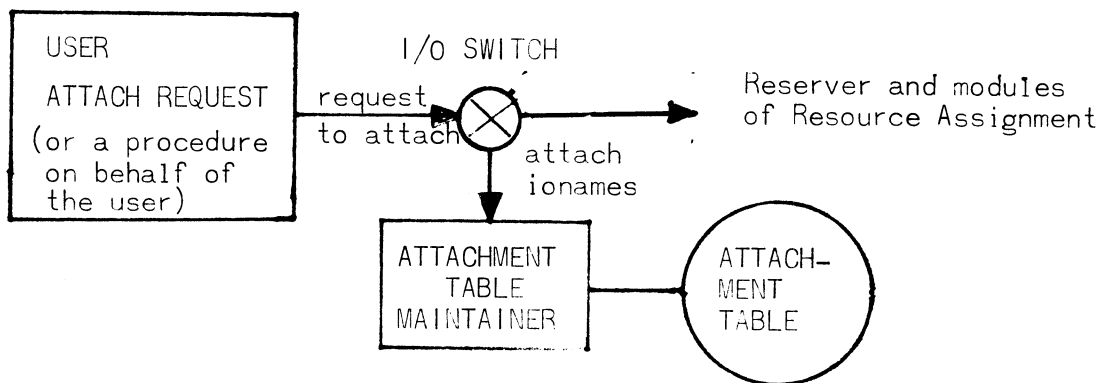 USER
ATTACH REQUEST
(or a procedure
on behalf of
the user)
I/O SWITCH
request
to attach
attach
ionames
Reserver and modules
of Resource Assignment
ATTACHMENT
TABLE
MAINTAINER
ATTACH-
MENT
TABLE